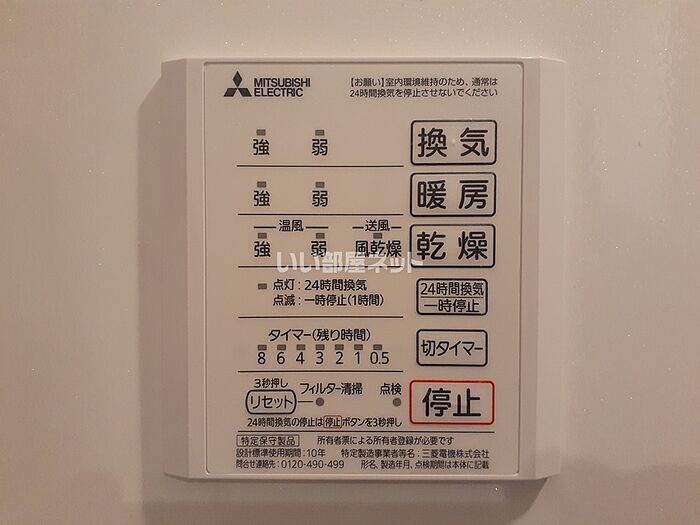 MITSUBISHI
ELECTRIC
【お願い】室内環境維持のため、通常は
24時間換気を停止させないでください
強 弱 換気
強 弱 暖房
温風 送風
強 弱 風乾燥 乾燥
いい部屋ネット
点灯:24時間換気
点滅:一時停止(1時間)
24時間換気
一時停止
タイマー(残り時間)
8 6 4 3 2 1 0.5
切タイマー
3秒押し
リセット フィルター清掃 点検
停止
24時間換気の停止は停止ボタンを3秒押し
特定保守製品 所有者票による所有者登録が必要です
設計標準使用期間:10年 特定製造事業者等名:三菱電機株式会社
問合せ連絡先:0120-490-499 形名、製造年月、点検期間は本体に記載